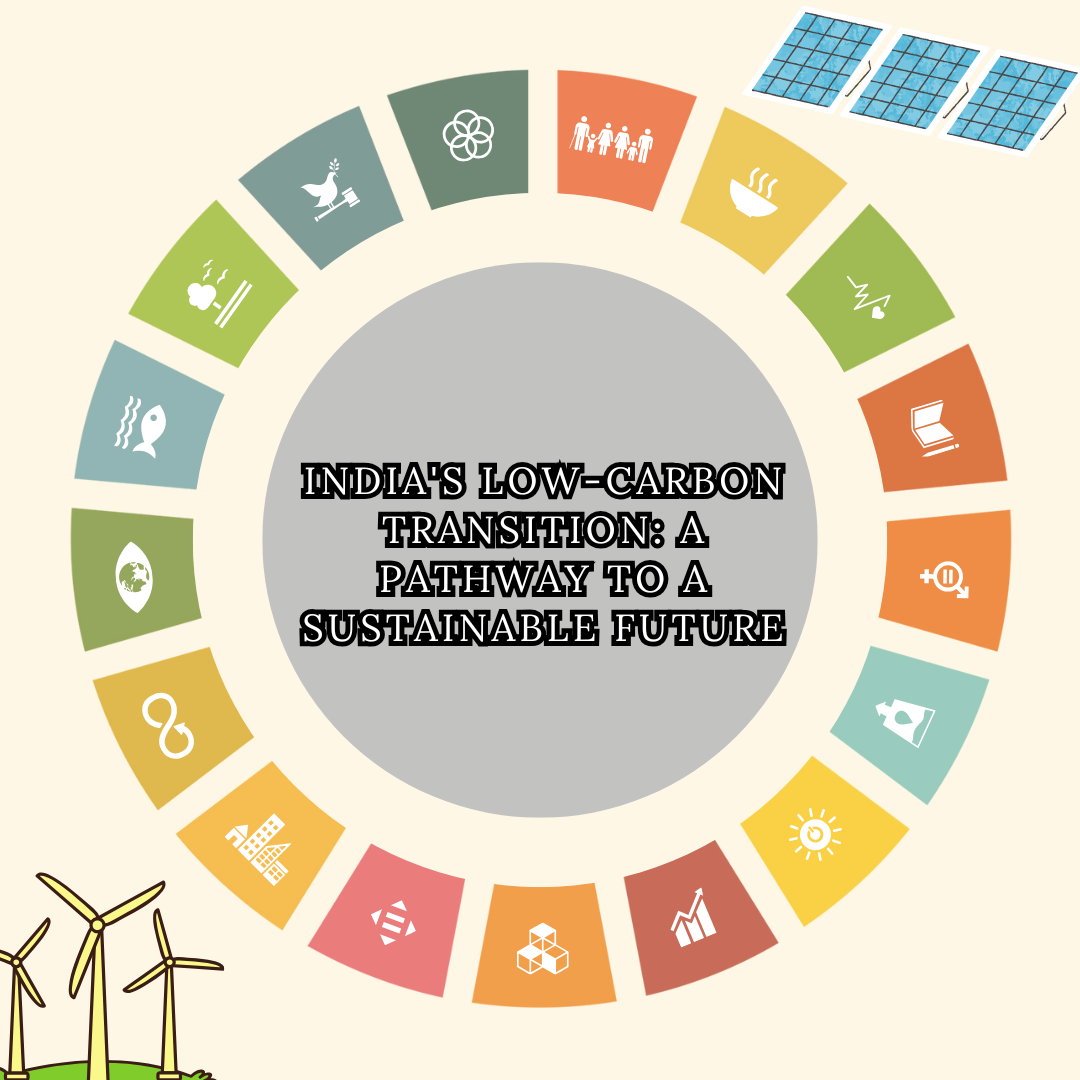 INDIA'S LOW-CARBON
TRANSITION: A
PATHWAY TO A
SUSTAINABLE FUTURE